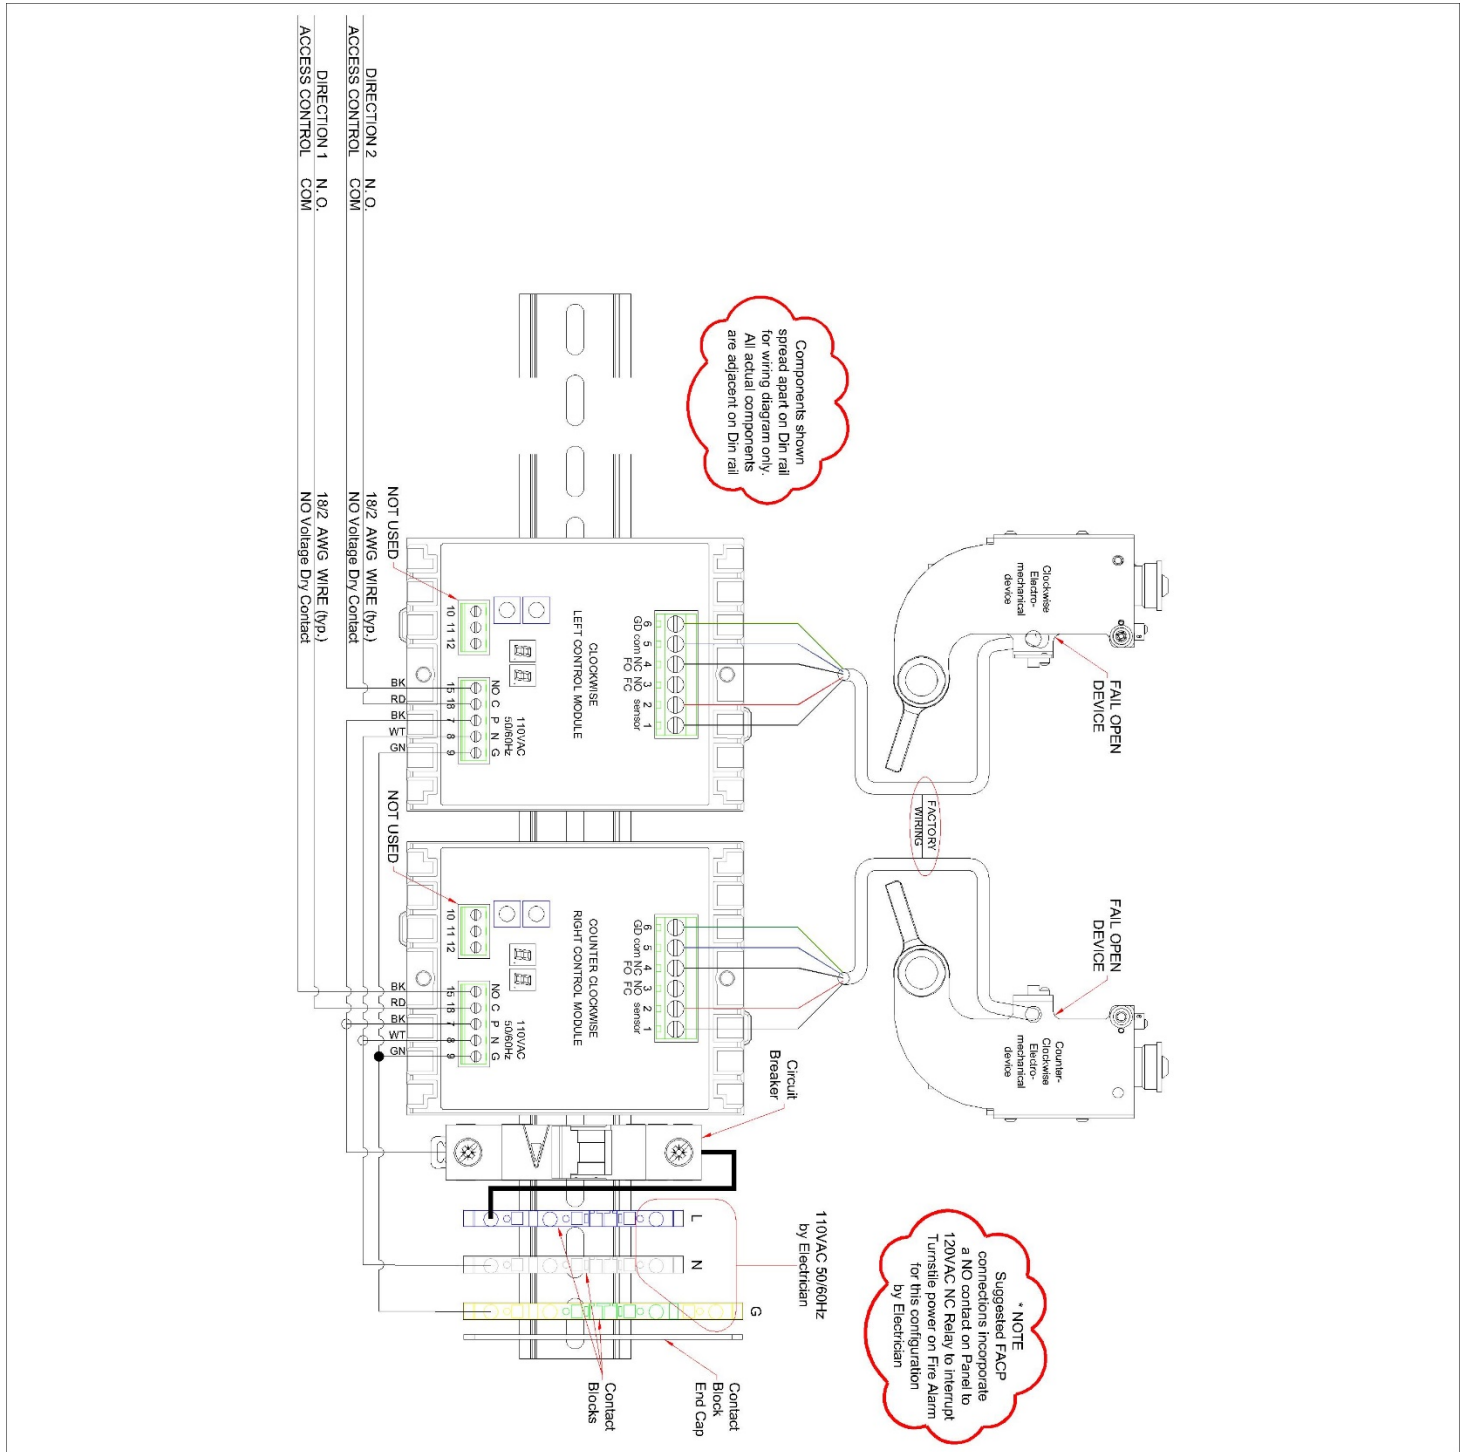 DIRECTION 2 N.O.
ACCESS CONTROL COM
DIRECTION 1 N.O.
ACCESS CONTROL COM
18/2 AWG WIRE (typ.)
NO Voltage Dry Contact
18/2 AWG WIRE (typ.)
NO Voltage Dry Contact
Components shown
spread apart on Din rail
for wiring diagram only.
All actual components
are adjacent on Din rail
Clockwise
Electro-
mechanical
device
FAIL OPEN
DEVICE
FACTORY
WIRING
FAIL OPEN
DEVICE
Counter-
Clockwise
Electro-
mechanical
device
CLOCKWISE
LEFT CONTROL MODULE
6 5 4 3 2 1
GD com NC NO sensor
FO FC
NOT USED
10 11 12
NO C P N G
15 18 7 8 9
110VAC
50/60Hz
BK
RD
BK
WT
GN
COUNTER CLOCKWISE
RIGHT CONTROL MODULE
6 5 4 3 2 1
GD com NC NO sensor
FO FC
NOT USED
10 11 12
NO C P N G
15 18 7 8 9
110VAC
50/60Hz
BK
RD
BK
WT
GN
Circuit
Breaker
L
N
G
110VAC 50/60Hz
by Electrician
Contact
Blocks
Contact
Block
End Cap
* NOTE
Suggested FACP
connections incorporate
a NO contact on Panel to
120VAC NC Relay to interrupt
Turnstile power on Fire Alarm
for this configuration
by Electrician